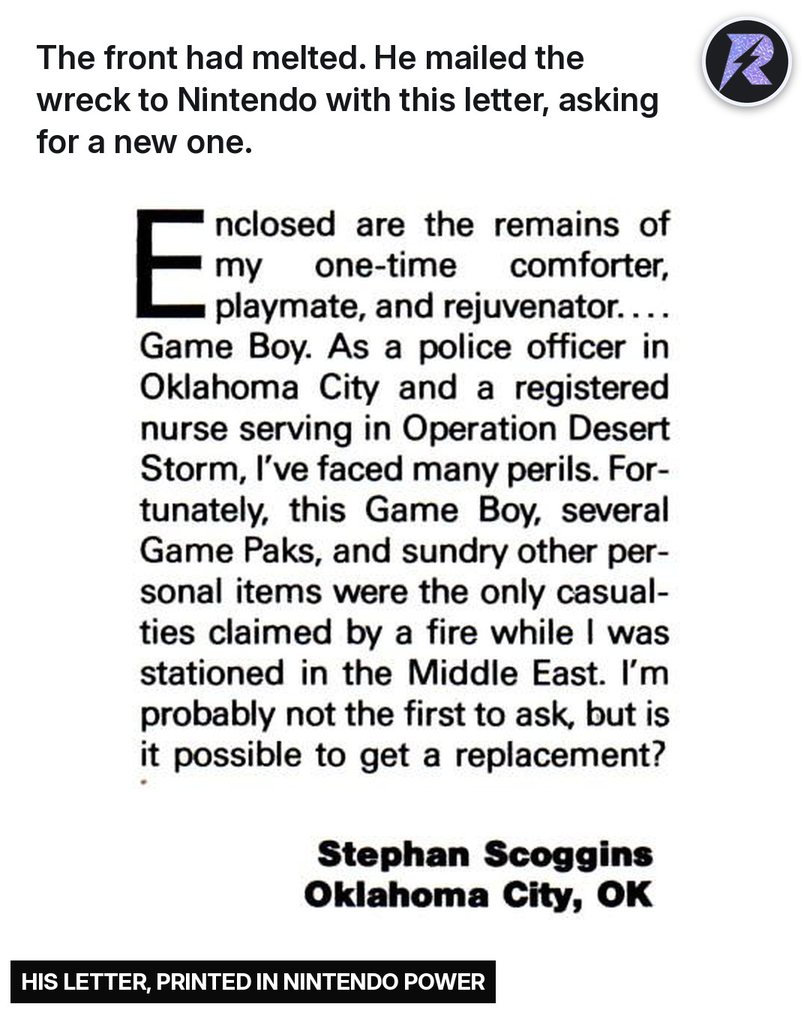 The front had melted. He mailed the
wreck to Nintendo with this letter, asking
for a new one.
Enclosed are the remains of
my one-time comforter,
playmate, and rejuvenator....
Game Boy. As a police officer in
Oklahoma City and a registered
nurse serving in Operation Desert
Storm, I've faced many perils. For-
tunately, this Game Boy, several
Game Paks, and sundry other per-
sonal items were the only casual-
ties claimed by a fire while I was
stationed in the Middle East. I'm
probably not the first to ask, but is
it possible to get a replacement?
Stephan Scoggins
Oklahoma City, OK
HIS LETTER, PRINTED IN NINTENDO POWER